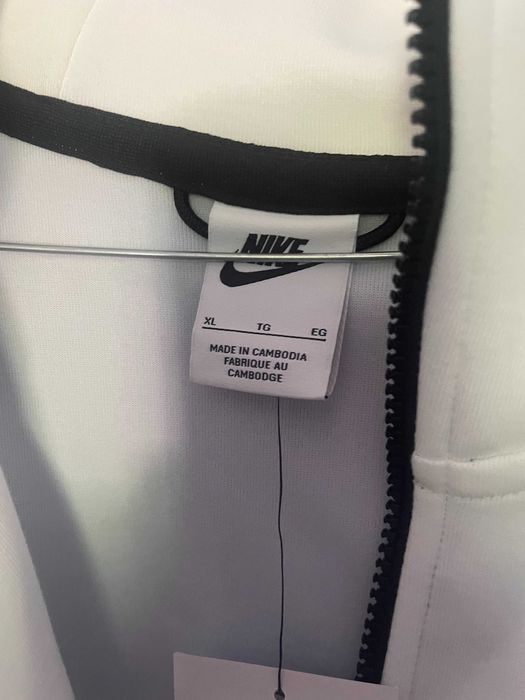 NIKE
XL TG EG
MADE IN CAMBODIA
FABRIQUE AU
CAMBODGE